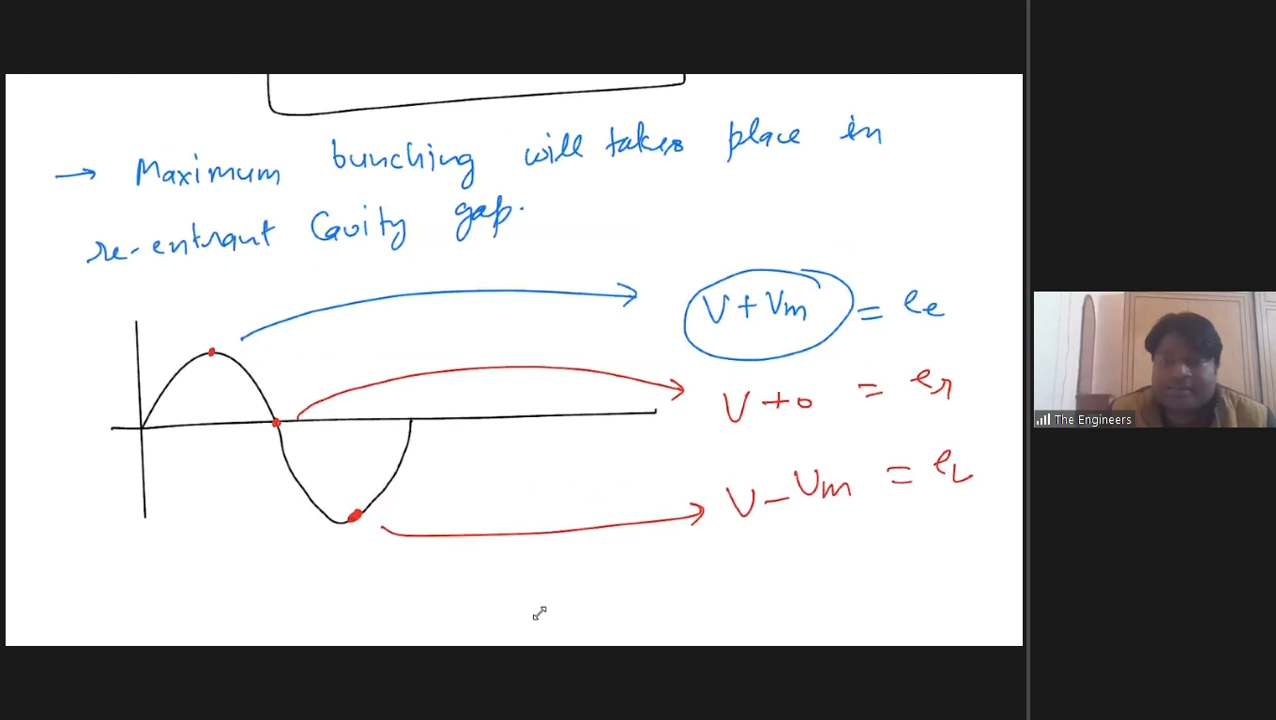 → Maximum bunching will takes place in
re-entrant Cavity gap.
V + Vm = ee
V + 0 = er
V - Vm = eL
The Engineers